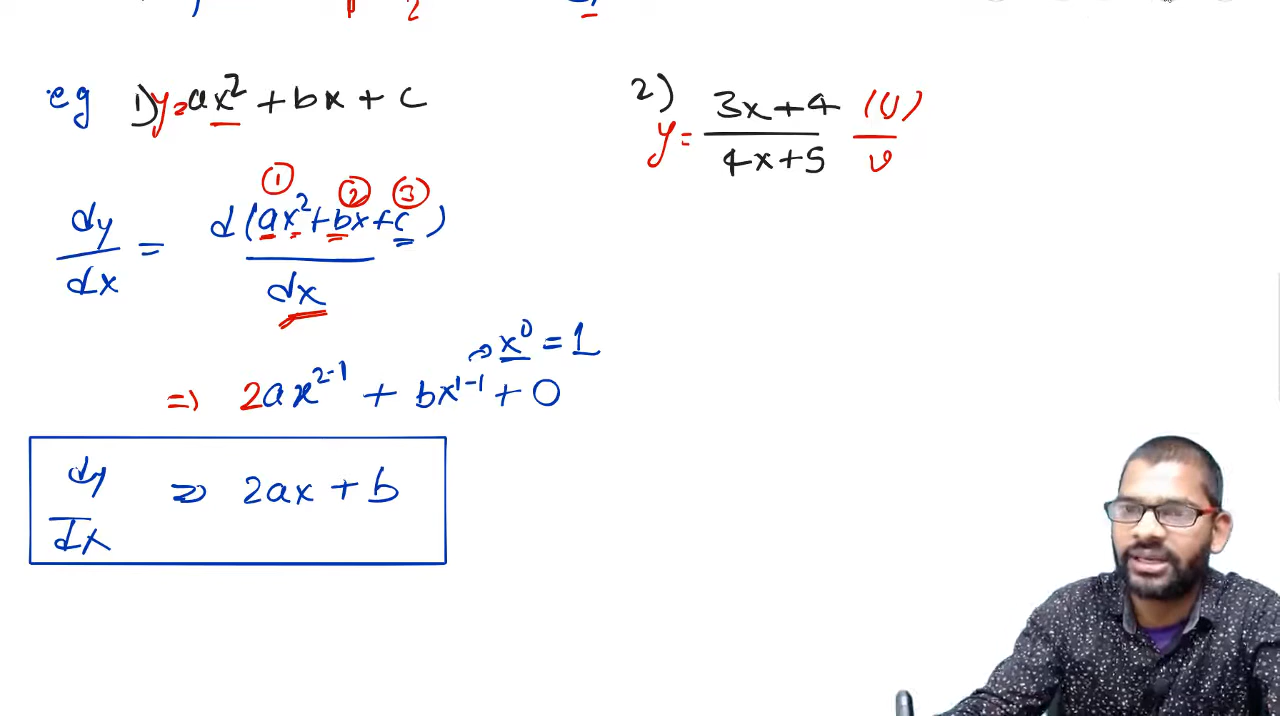 eg 1) y = ax² + bx + c
① ② ③
dy/dx = d(ax² + bx + c)/dx
→ x⁰ = 1
⇒ 2ax²⁻¹ + bx¹⁻¹ + 0
dy/dx ⇒ 2ax + b
2) y = 3x+4/4x+5 (U)/v